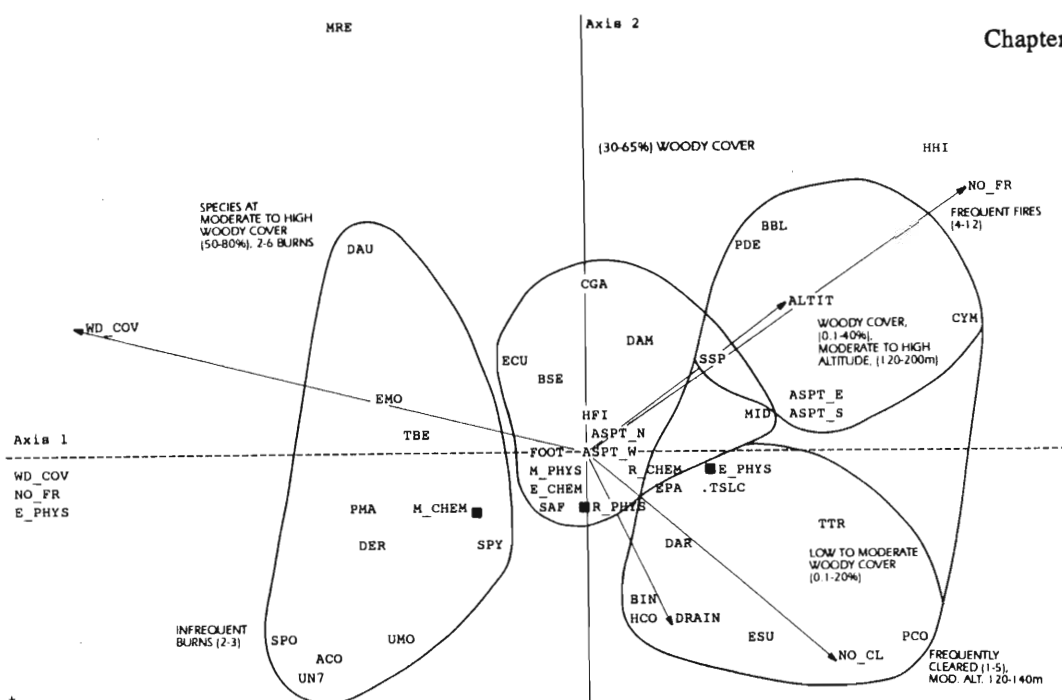 MRE
Axis 2
Chapter
(30-65%) WOODY COVER
HHI
NO_FR
FREQUENT FIRES
(4-12)
SPECIES AT
MODERATE TO HIGH
WOODY COVER
(50-80%), 2-6 BURNS
DAU
BBL
PDE
CGA
ALTIT
WD_COV
WOODY COVER,
(0.1-40%),
MODERATE TO HIGH
ALTITUDE, (120-200m)
CYM
DAM
ECU
SSP
BSE
EMO
ASPT_E
HFI
MID
ASPT_S
TBE
ASPT_N
Axis 1
FOOT
ASPT_W
WD_COV
NO_FR
E_PHYS
M_PHYS
R_CHEM
E_PHYS
E_CHEM
EPA
.TSLC
PMA
M_CHEM
SAF
R_PHYS
TTR
DER
SPY
DAR
LOW TO MODERATE
WOODY COVER
(0.1-20%)
BIN
HCO
DRAIN
INFREQUENT
BURNS (2-3)
SPO
UMO
ESU
PCO
ACO
NO_CL
UN7
FREQUENTLY
CLEARED (1-5),
MOD. ALT. 120-140m